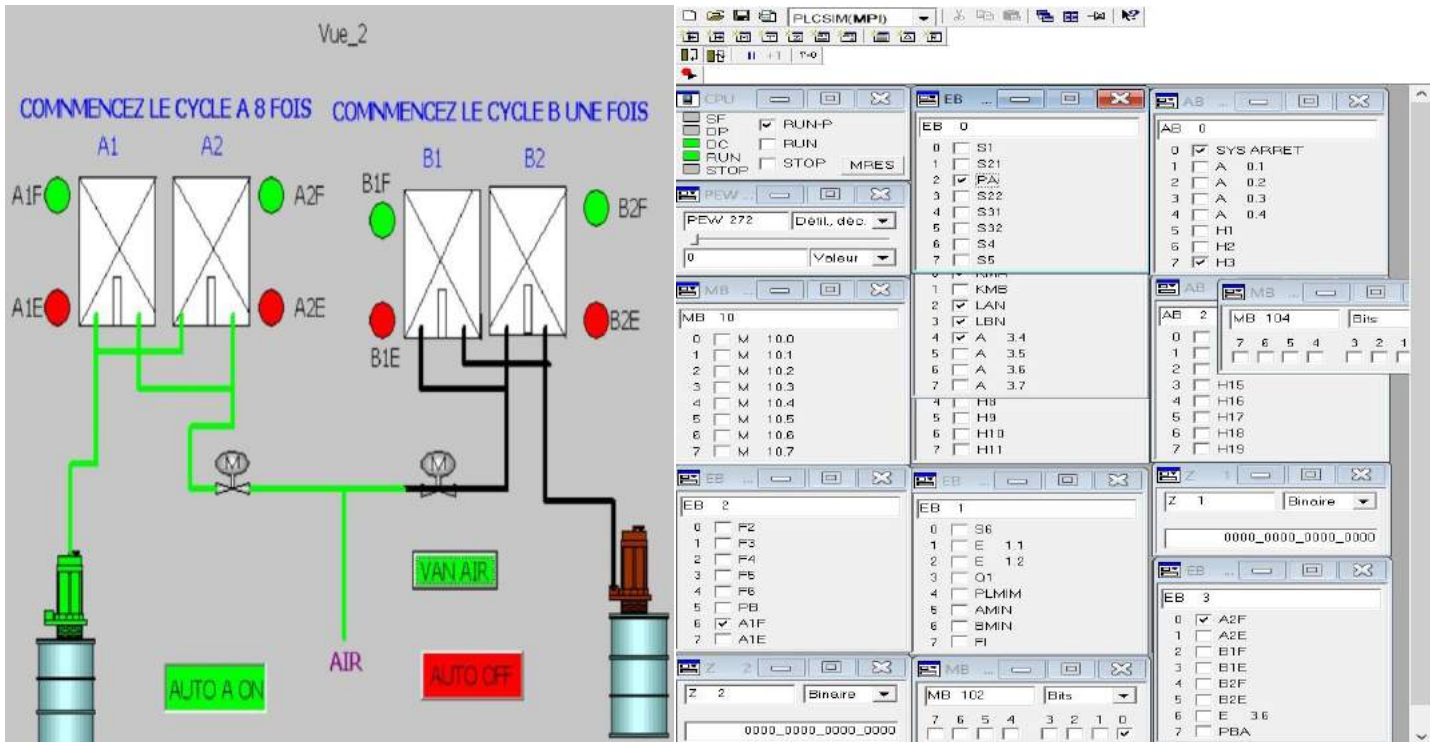 Vue_2
COMNMENCEZ LE CYCLE A 8 FOIS
COMNMENCEZ LE CYCLE B UNE FOIS
A1 A2 B1 B2
A1F A2F B1F B2F
A1E A2E B1E B2E
M M
VAN AIR
AIR
AUTO A ON
AUTO OFF
PLCSIM(MPI)
+1 T=0
CPU
SF
DP
DC
RUN
STOP
RUN-P
RUN
STOP MRES
EB ...
EB 0
0 S1
1 S21
2 PA
3 S22
4 S31
5 S32
6 S4
7 S5
AB ...
AB 0
0 SYS ARRET
1 A 0.1
2 A 0.2
3 A 0.3
4 A 0.4
5 H1
6 H2
7 H3
PEW ...
PEW 272 Défil., déc.
0 Valeur
MB ...
MB 10
0 M 10.0
1 M 10.1
2 M 10.2
3 M 10.3
4 M 10.4
5 M 10.5
6 M 10.6
7 M 10.7
1 KMB
2 LAN
3 LBN
4 A 3.4
5 A 3.5
6 A 3.6
7 A 3.7
4 H8
5 H9
6 H10
7 H11
AB
AB 2
0
1
2
3 H15
4 H16
5 H17
6 H18
7 H19
MB ...
MB 104 Bits
7 6 5 4 3 2 1
EB ...
EB 2
0 F2
1 F3
2 F4
3 F5
4 F6
5 PB
6 A1F
7 A1E
EB ...
EB 1
0 S6
1 E 1.1
2 E 1.2
3 O1
4 PLMIM
5 AMIN
6 BMIN
7 FI
Z 1
Z 1 Binaire
0000_0000_0000_0000
EB ...
EB 3
0 A2F
1 A2E
2 B1F
3 B1E
4 B2F
5 B2E
6 E 3.6
7 PBA
Z 2
Z 2 Binaire
0000_0000_0000_0000
MB ...
MB 102 Bits
7 6 5 4 3 2 1 0